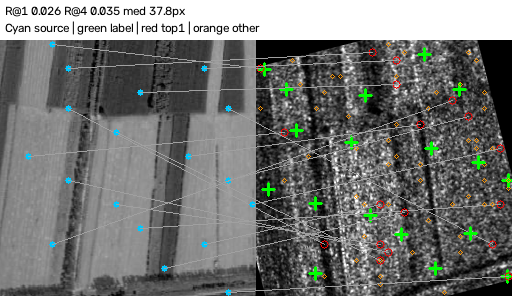 R@1 0.026 R@4 0.035 med 37.8px
Cyan source | green label | red top1 | orange other